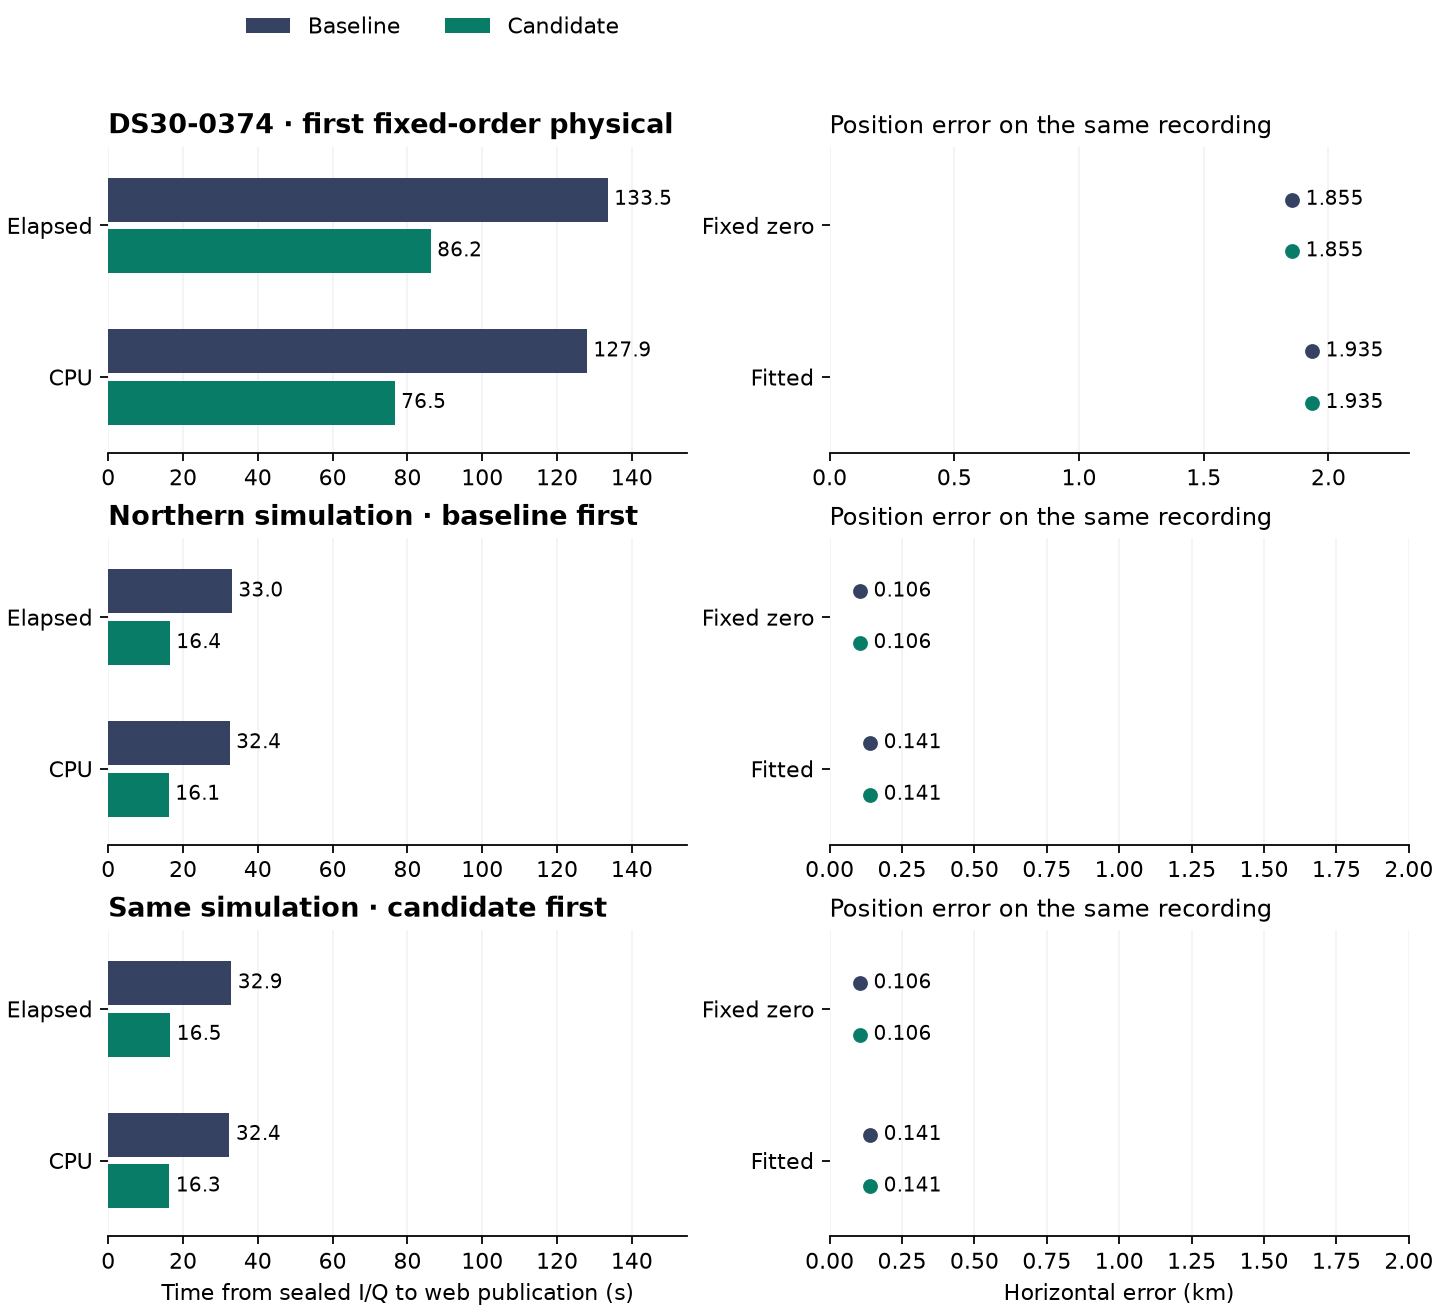 Baseline Candidate
DS30-0374 · first fixed-order physical
Elapsed
133.5
86.2
CPU
127.9
76.5
0 20 40 60 80 100 120 140
Position error on the same recording
Fixed zero
1.855
1.855
Fitted
1.935
1.935
0.0 0.5 1.0 1.5 2.0
Northern simulation · baseline first
Elapsed
33.0
16.4
CPU
32.4
16.1
0 20 40 60 80 100 120 140
Position error on the same recording
Fixed zero
0.106
0.106
Fitted
0.141
0.141
0.00 0.25 0.50 0.75 1.00 1.25 1.50 1.75 2.00
Same simulation · candidate first
Elapsed
32.9
16.5
CPU
32.4
16.3
0 20 40 60 80 100 120 140
Time from sealed I/Q to web publication (s)
Position error on the same recording
Fixed zero
0.106
0.106
Fitted
0.141
0.141
0.00 0.25 0.50 0.75 1.00 1.25 1.50 1.75 2.00
Horizontal error (km)